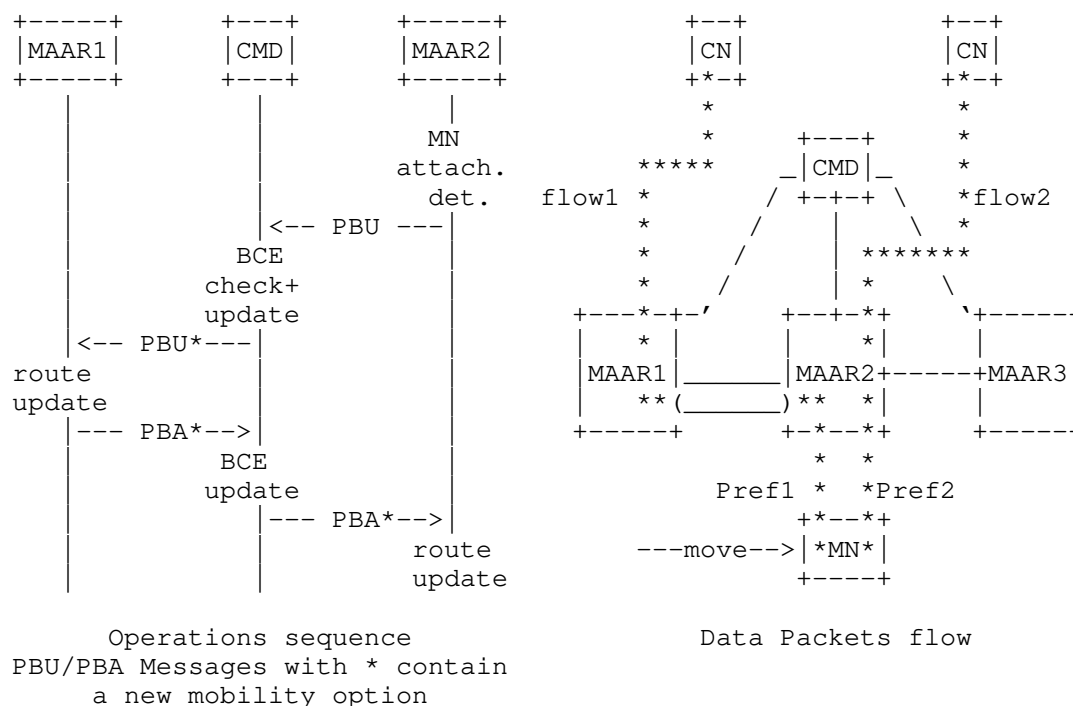 MAAR1 CMD MAAR2 CN CN
MN
attach. CMD
det. flow1 flow2
<-- PBU ---
BCE
check+
update
<-- PBU*--
route MAAR1 MAAR2 MAAR3
update
--- PBA*-->
BCE
update Pref1 Pref2
--- PBA*-->
route ---move--> *MN*
update
Operations sequence Data Packets flow
PBU/PBA Messages with * contain
a new mobility option